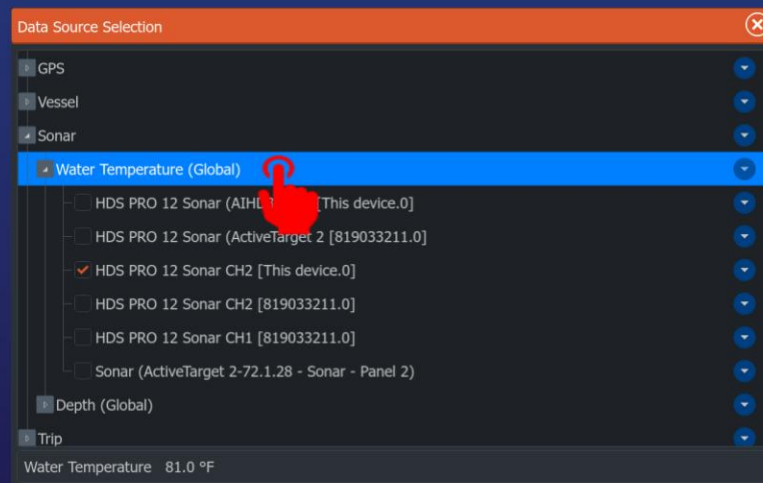 Data Source Selection
GPS
Vessel
Sonar
Water Temperature (Global)
HDS PRO 12 Sonar [This device.0]
HDS PRO 12 Sonar (ActiveTarget 2 [819033211.0]
HDS PRO 12 Sonar CH2 [This device.0]
HDS PRO 12 Sonar CH2 [819033211.0]
HDS PRO 12 Sonar CH1 [819033211.0]
Sonar (ActiveTarget 2-72.1.28 - Sonar - Panel 2)
Depth (Global)
Trip
Water Temperature 81.0 °F